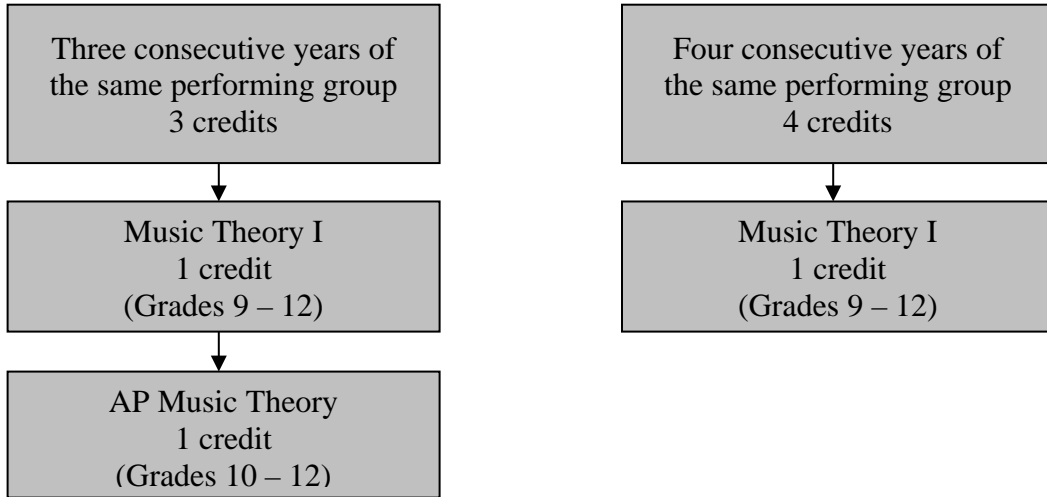 Three consecutive years of
the same performing group
3 credits
Music Theory I
1 credit
(Grades 9 – 12)
AP Music Theory
1 credit
(Grades 10 – 12)
Four consecutive years of
the same performing group
4 credits
Music Theory I
1 credit
(Grades 9 – 12)